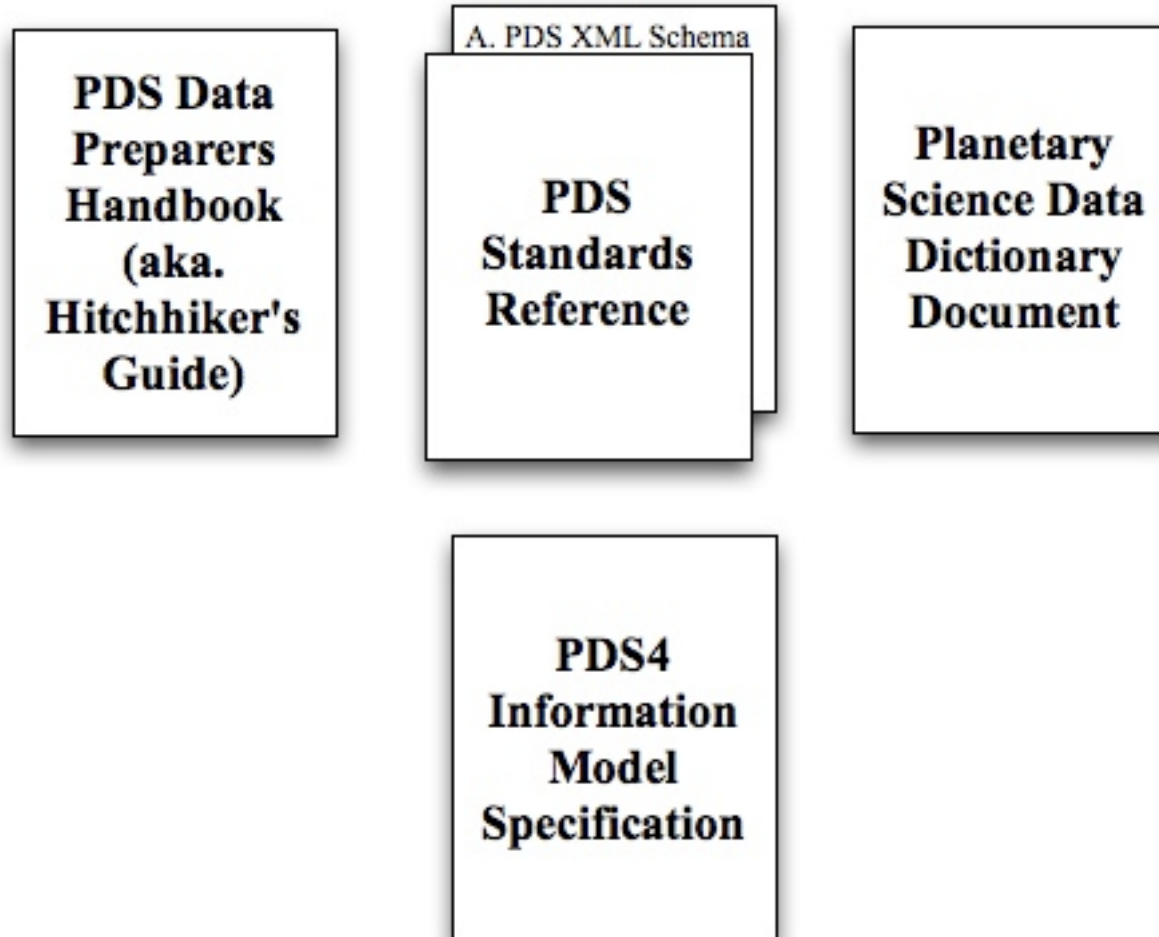 PDS Data
Preparers
Handbook
(aka.
Hitchhiker's
Guide)
A. PDS XML Schema
PDS
Standards
Reference
Planetary
Science Data
Dictionary
Document
PDS4
Information
Model
Specification